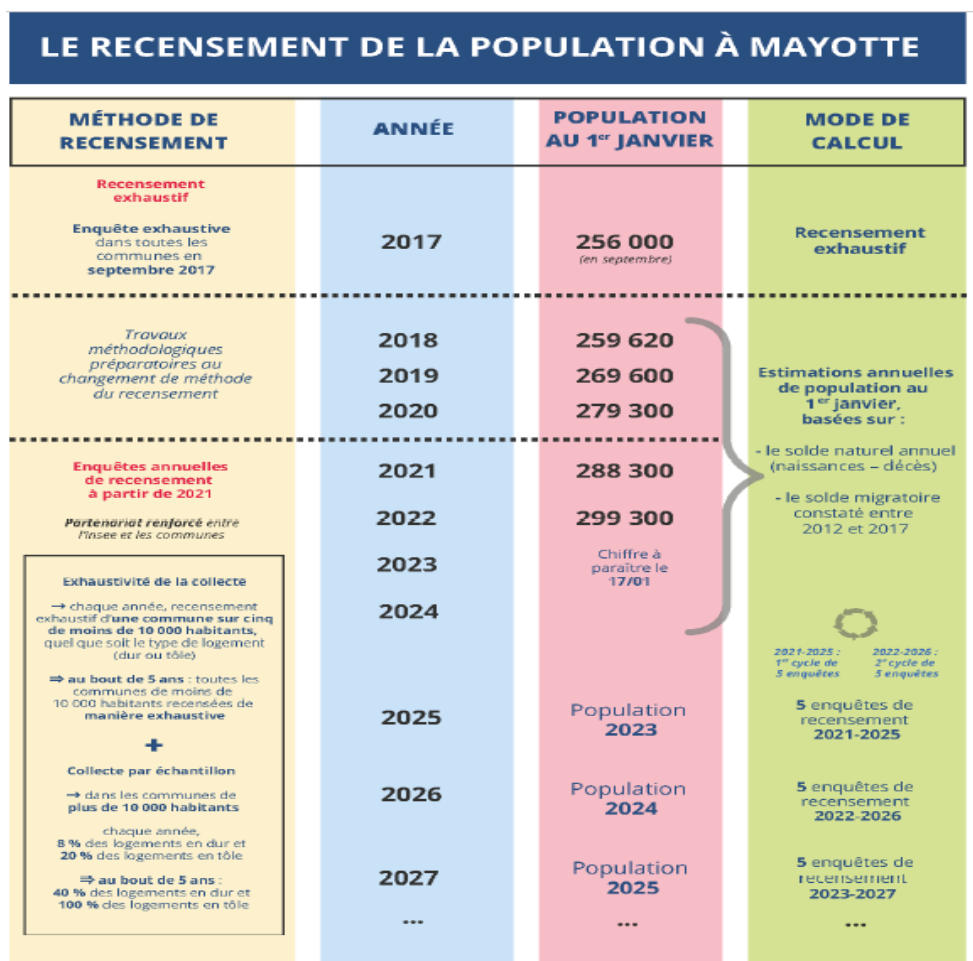 LE RECENSEMENT DE LA POPULATION À MAYOTTE
MÉTHODE DE
RECENSEMENT
ANNÉE
POPULATION
AU 1er JANVIER
MODE DE
CALCUL
Recensement
exhaustif
Enquête exhaustive
dans toutes les
communes en
septembre 2017
2017
256 000
(en septembre)
Recensement
exhaustif
Travaux
méthodologiques
préparatoires au
changement de méthode
du recensement
2018
259 620
2019
269 600
2020
279 300
Estimations annuelles
de population au
1er janvier,
basées sur :
- le solde naturel annuel
(naissances – décès)
- le solde migratoire
constaté entre
2012 et 2017
Enquêtes annuelles
de recensement
à partir de 2021
Partenariat renforcé entre
l'Insee et les communes
2021
288 300
2022
299 300
2023
Chiffre à
paraître le
17/01
2024
Exhaustivité de la collecte
→ chaque année, recensement
exhaustif d'une commune sur cinq
de moins de 10 000 habitants,
quel que soit le type de logement
(dur ou tôle)
⇒ au bout de 5 ans : toutes les
communes de moins de
10 000 habitants recensées de
manière exhaustive
+
Collecte par échantillon
→ dans les communes de
plus de 10 000 habitants
chaque année,
8 % des logements en dur et
20 % des logements en tôle
⇒ au bout de 5 ans :
40 % des logements en dur et
100 % des logements en tôle
2021-2025 :
1er cycle de
5 enquêtes
2022-2026 :
2e cycle de
5 enquêtes
2025
Population
2023
5 enquêtes de
recensement
2021-2025
2026
Population
2024
5 enquêtes de
recensement
2022-2026
2027
Population
2025
5 enquêtes de
recensement
2023-2027
...
...
...